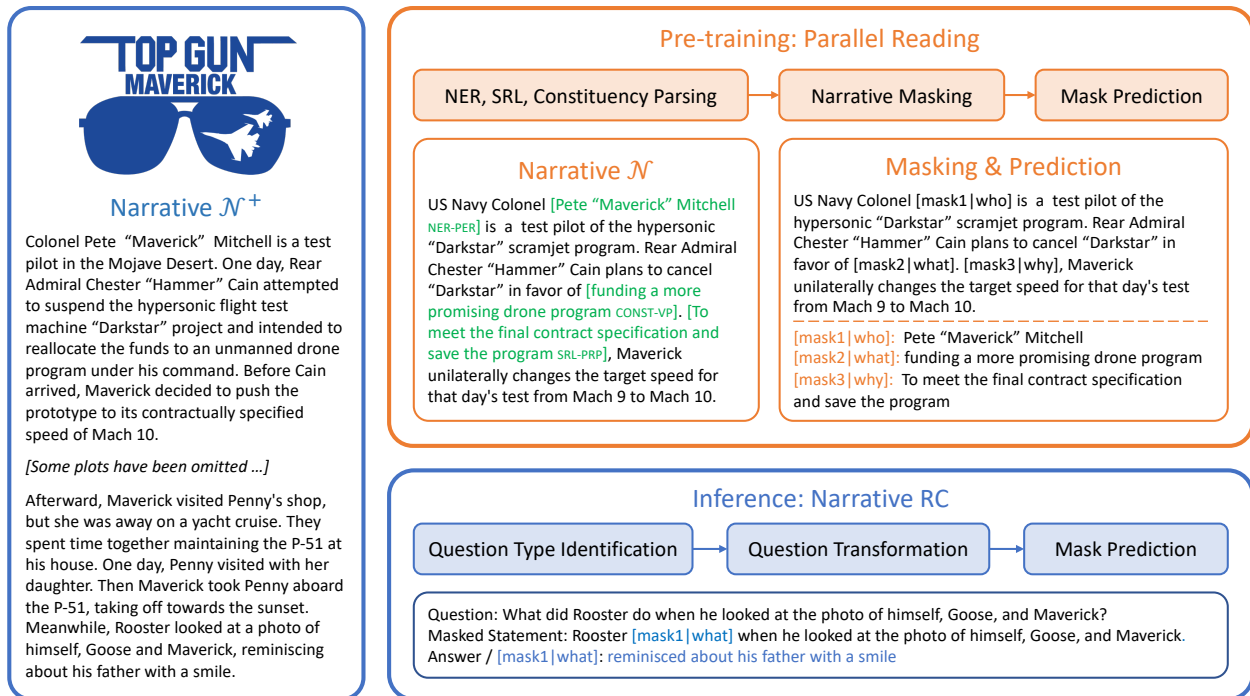 TOP GUN
MAVERICK
Narrative 𝒩⁺
Colonel Pete “Maverick” Mitchell is a test
pilot in the Mojave Desert. One day, Rear
Admiral Chester “Hammer” Cain attempted
to suspend the hypersonic flight test
machine “Darkstar” project and intended to
reallocate the funds to an unmanned drone
program under his command. Before Cain
arrived, Maverick decided to push the
prototype to its contractually specified
speed of Mach 10.
[Some plots have been omitted …]
Afterward, Maverick visited Penny's shop,
but she was away on a yacht cruise. They
spent time together maintaining the P-51 at
his house. One day, Penny visited with her
daughter. Then Maverick took Penny aboard
the P-51, taking off towards the sunset.
Meanwhile, Rooster looked at a photo of
himself, Goose and Maverick, reminiscing
about his father with a smile.
Pre-training: Parallel Reading
NER, SRL, Constituency Parsing
Narrative Masking
Mask Prediction
Narrative 𝒩
US Navy Colonel [Pete “Maverick” Mitchell
NER-PER] is a test pilot of the hypersonic
“Darkstar” scramjet program. Rear Admiral
Chester “Hammer” Cain plans to cancel
“Darkstar” in favor of [funding a more
promising drone program CONST-VP]. [To
meet the final contract specification and
save the program SRL-PRP], Maverick
unilaterally changes the target speed for
that day's test from Mach 9 to Mach 10.
Masking & Prediction
US Navy Colonel [mask1|who] is a test pilot of the
hypersonic “Darkstar” scramjet program. Rear Admiral
Chester “Hammer” Cain plans to cancel “Darkstar” in
favor of [mask2|what]. [mask3|why], Maverick
unilaterally changes the target speed for that day's test
from Mach 9 to Mach 10.
[mask1|who]: Pete “Maverick” Mitchell
[mask2|what]: funding a more promising drone program
[mask3|why]: To meet the final contract specification
and save the program
Inference: Narrative RC
Question Type Identification
Question Transformation
Mask Prediction
Question: What did Rooster do when he looked at the photo of himself, Goose, and Maverick?
Masked Statement: Rooster [mask1|what] when he looked at the photo of himself, Goose, and Maverick.
Answer / [mask1|what]: reminisced about his father with a smile